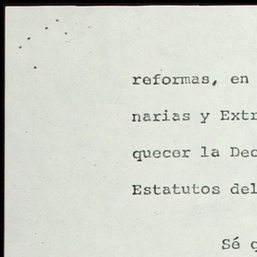 reformas, en
narias y Extr
quecer la Dec
Estatutos del
Sé q